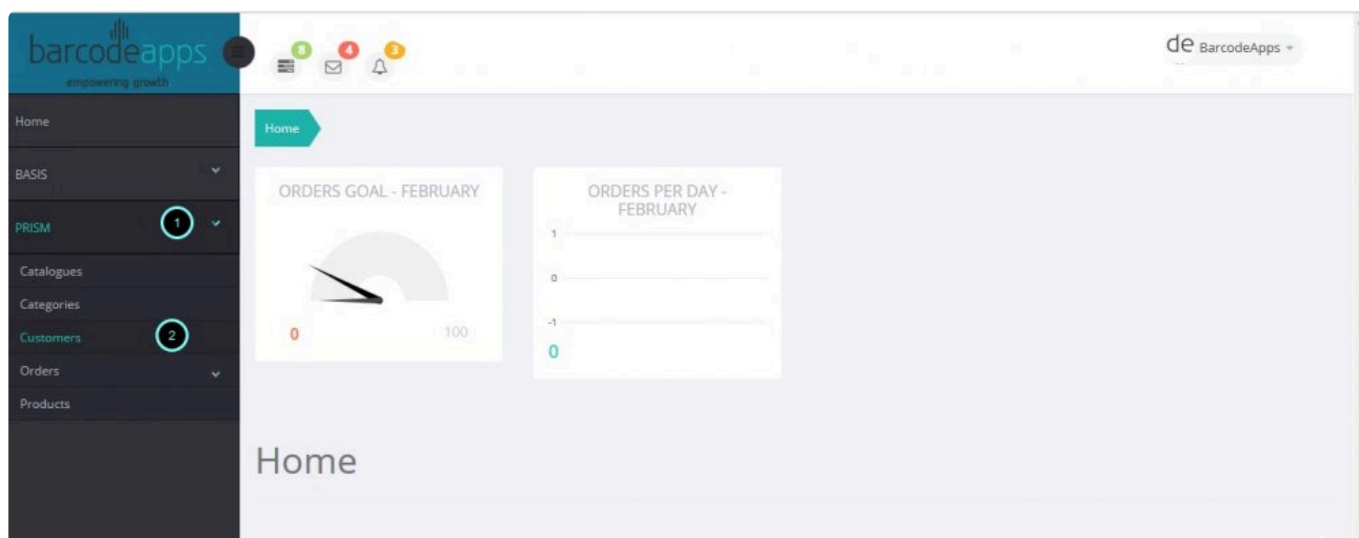 barcodeapps
empowering growth
8
4
3
de BarcodeApps
Home
BASIS
PRISM
1
Catalogues
Categories
Customers
2
Orders
Products
Home
ORDERS GOAL - FEBRUARY
0
100
ORDERS PER DAY -
FEBRUARY
1
0
-1
0
Home